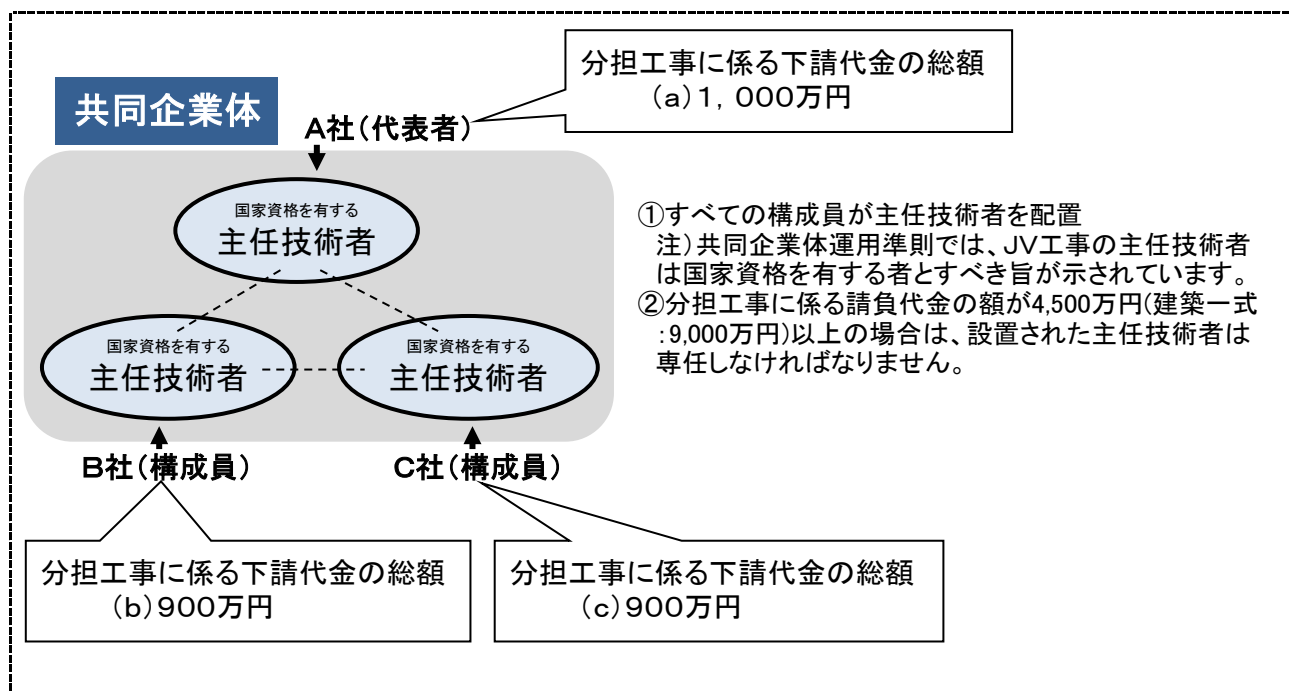 分担工事に係る下請代金の総額
(a)1,000万円
共同企業体
A社(代表者)
国家資格を有する
主任技術者
国家資格を有する
主任技術者
国家資格を有する
主任技術者
B社(構成員)
C社(構成員)
分担工事に係る下請代金の総額
(b)900万円
分担工事に係る下請代金の総額
(c)900万円
①すべての構成員が主任技術者を配置
注)共同企業体運用準則では、JV工事の主任技術者
は国家資格を有する者とすべき旨が示されています。
②分担工事に係る請負代金の額が4,500万円(建築一式
:9,000万円)以上の場合は、設置された主任技術者は
専任しなければなりません。